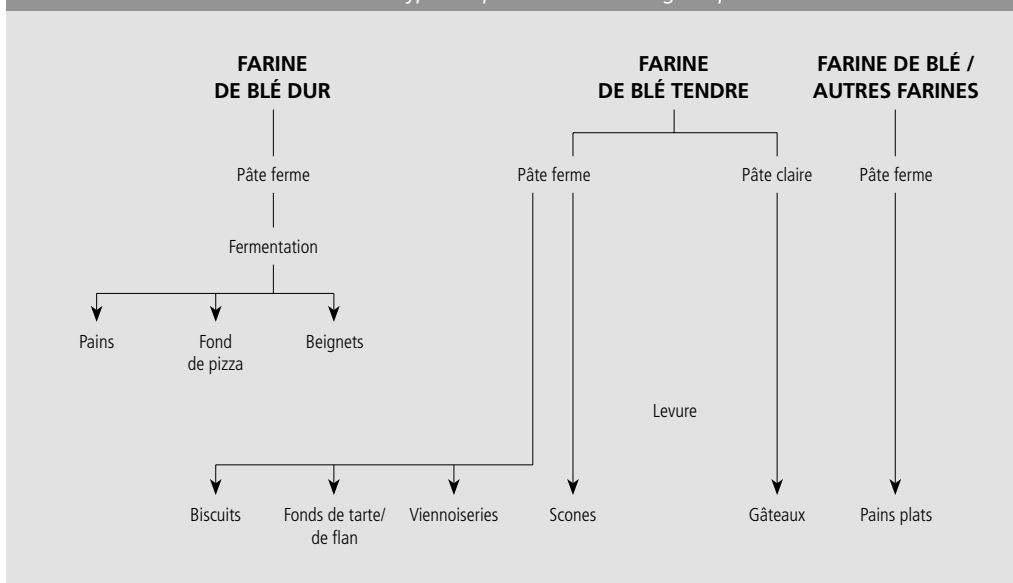 FARINE
DE BLÉ DUR
FARINE
DE BLÉ TENDRE
FARINE DE BLÉ /
AUTRES FARINES
Pâte ferme
Pâte ferme
Pâte claire
Pâte ferme
Fermentation
Pains
Fond
de pizza
Beignets
Levure
Biscuits
Fonds de tarte/
de flan
Viennoiseries
Scones
Gâteaux
Pains plats